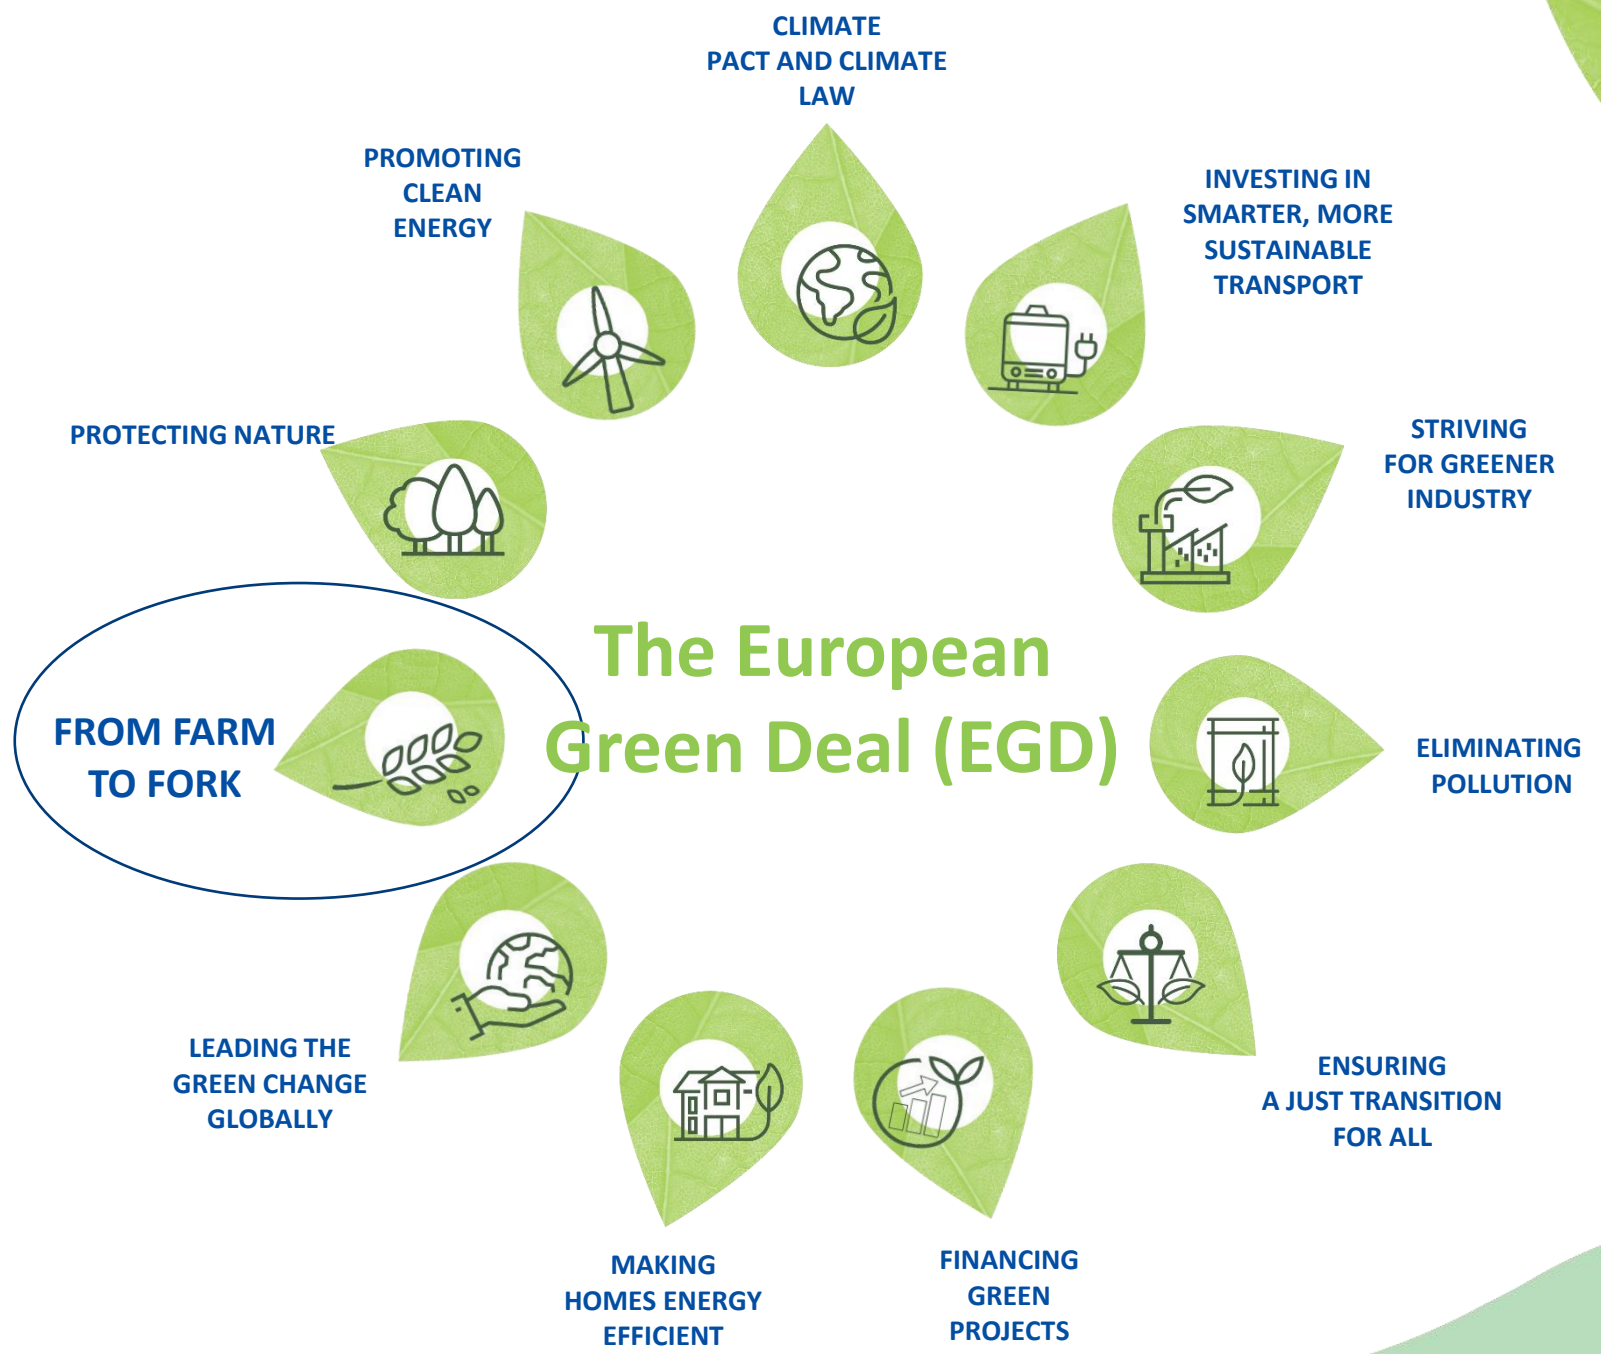 CLIMATE
PACT AND CLIMATE
LAW
PROMOTING
CLEAN
ENERGY
INVESTING IN
SMARTER, MORE
SUSTAINABLE
TRANSPORT
PROTECTING NATURE
STRIVING
FOR GREENER
INDUSTRY
The European
Green Deal (EGD)
FROM FARM
TO FORK
ELIMINATING
POLLUTION
LEADING THE
GREEN CHANGE
GLOBALLY
ENSURING
A JUST TRANSITION
FOR ALL
MAKING
HOMES ENERGY
EFFICIENT
FINANCING
GREEN
PROJECTS